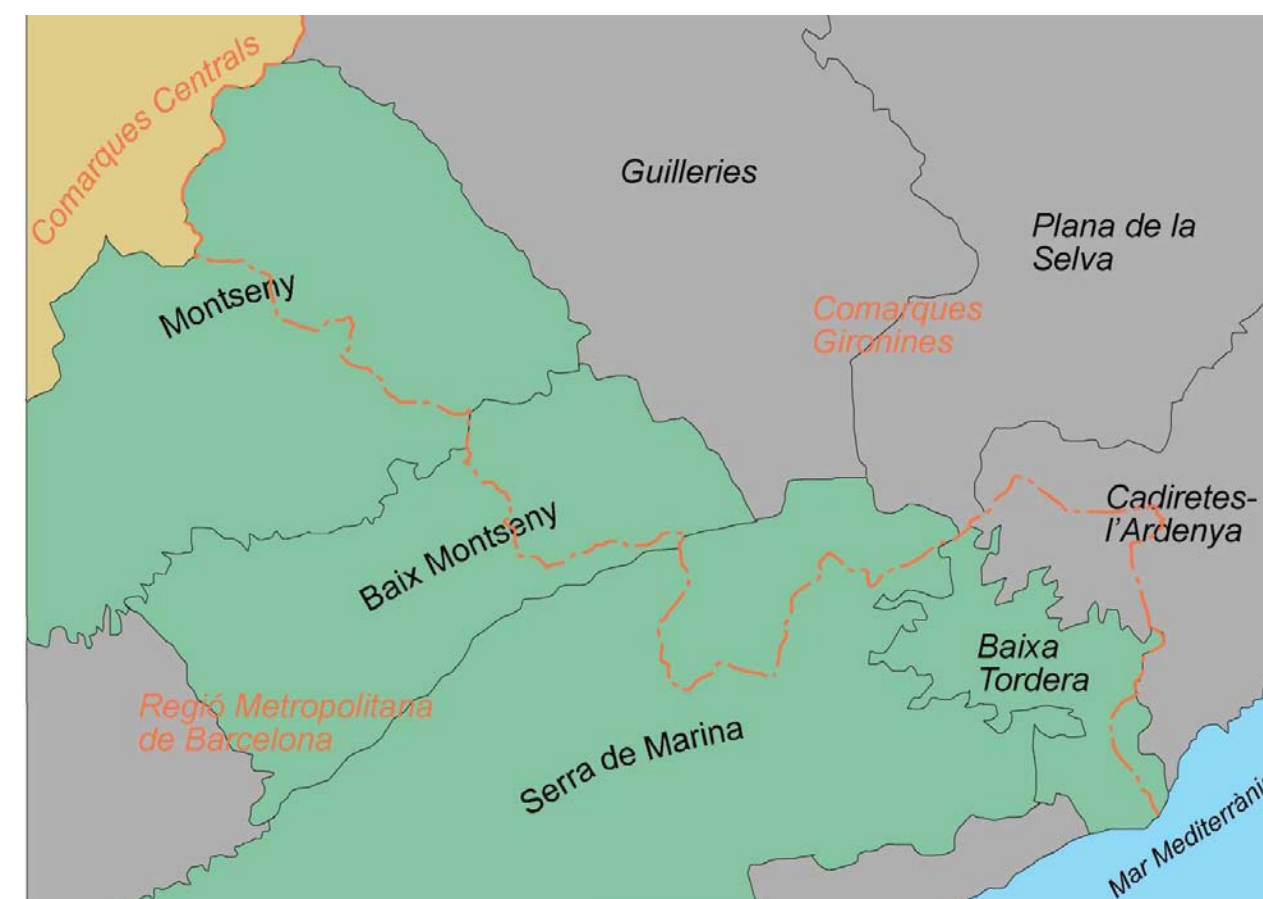 Comarques Centrals
Guilleries
Plana de la
Selva
Montseny
Comarques
Gironines
Cadiretes-
l'Ardenya
Baix Montseny
Baixa
Tordera
Regió Metropolitana
de Barcelona
Serra de Marina
Mar